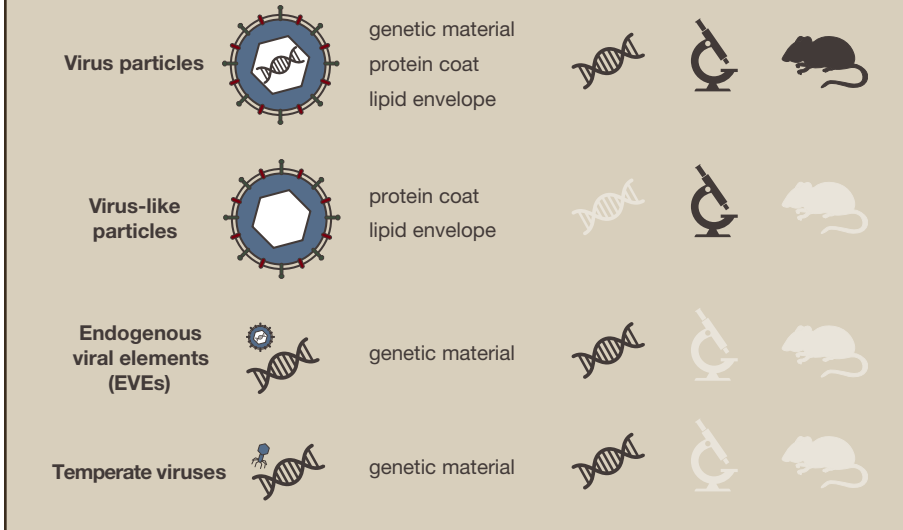 Virus particles
genetic material
protein coat
lipid envelope
Virus-like
particles
protein coat
lipid envelope
Endogenous
viral elements
(EVEs)
genetic material
Temperate viruses
genetic material